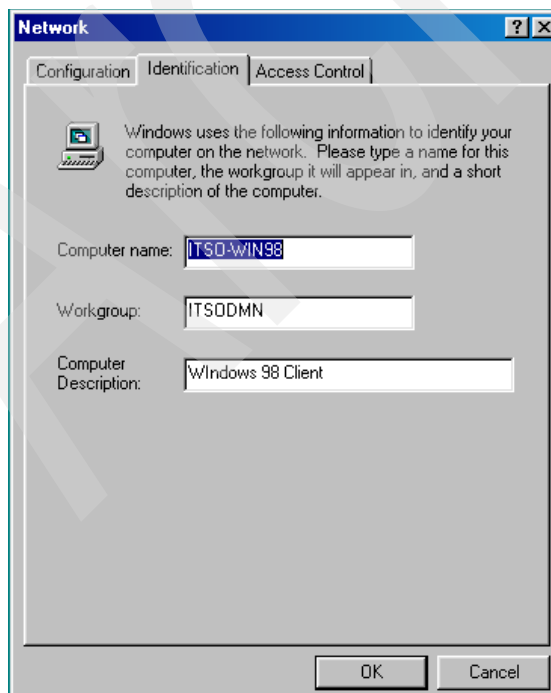 Network
Configuration Identification Access Control
Windows uses the following information to identify your
computer on the network. Please type a name for this
computer, the workgroup it will appear in, and a short
description of the computer.
Computer name: ITSO-WIN98
Workgroup: ITSODMN
Computer
Description: WIndows 98 Client
OK Cancel